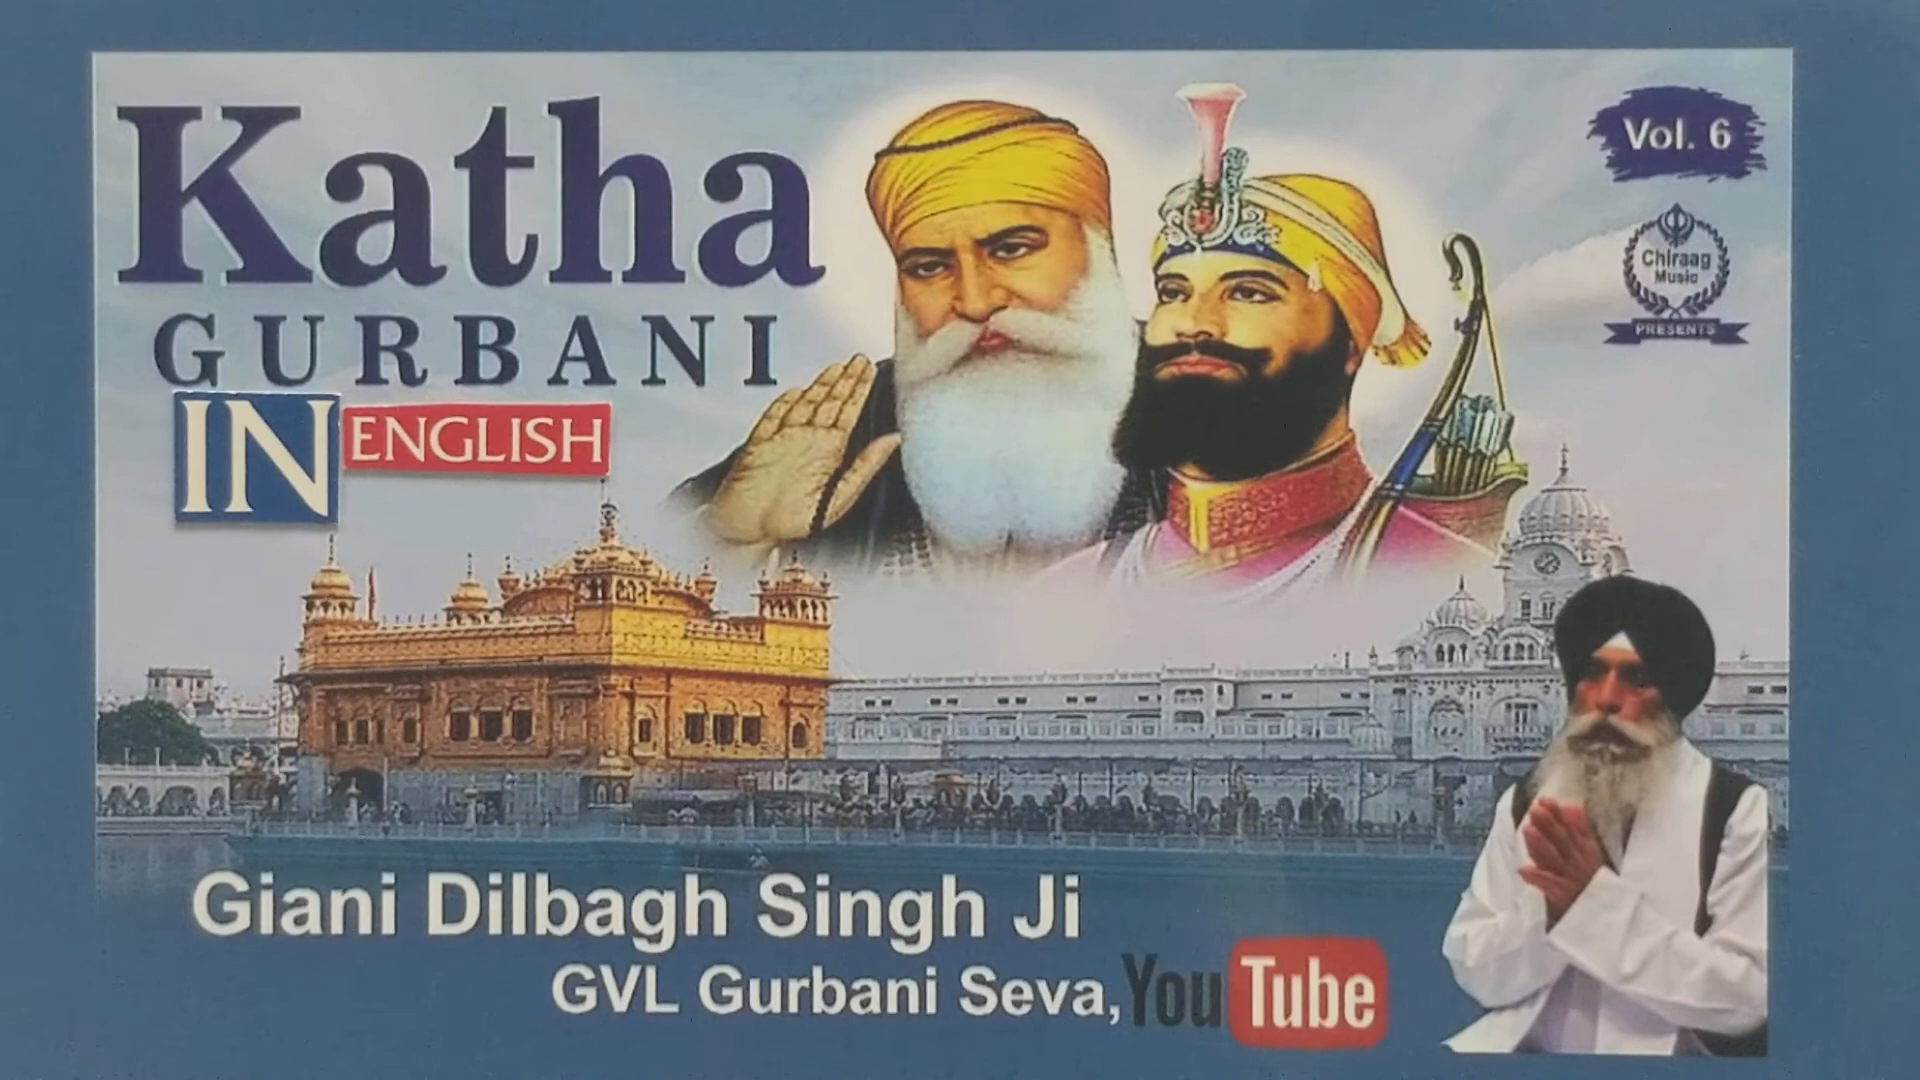 Katha
GURBANI
IN ENGLISH
Vol. 6
Chiraag
Music
PRESENTS
Giani Dilbagh Singh Ji
GVL Gurbani Seva, YouTube